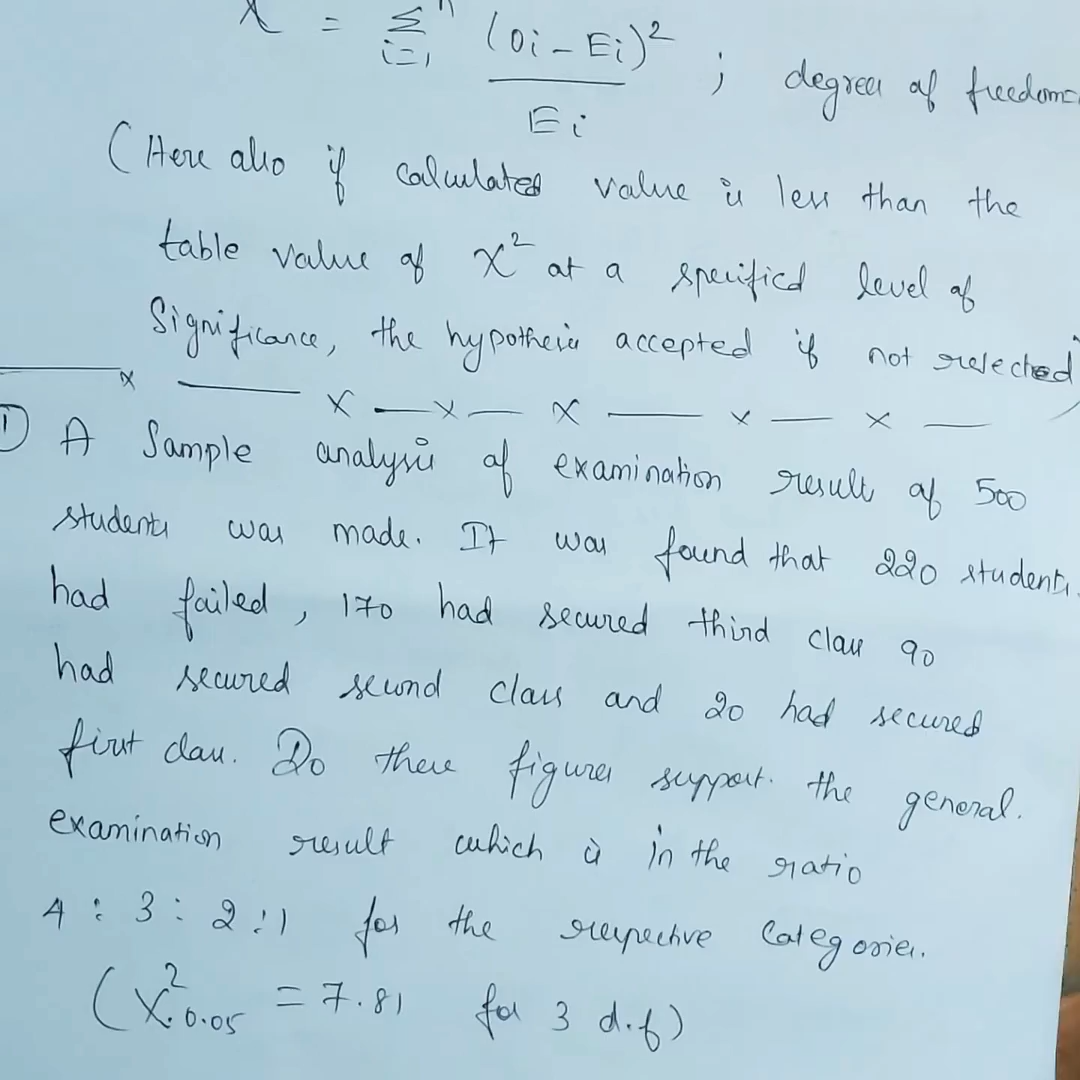 χ² = Σⁿᵢ₌₁ (Oi – Ei)² / Ei ; degree of freedom =
(Here also if calculated value is less than the
table value of χ² at a specified level of
Significance, the hypothesis accepted if not rejected)
① A Sample analysis of examination result of 500
students was made. It was found that 220 students
had failed, 170 had secured third class 90
had secured second class and 20 had secured
first class. Do these figures support the general.
examination result which is in the ratio
4 : 3 : 2 : 1 for the respective Categories.
(χ²0.05 = 7.81 for 3 d.f)